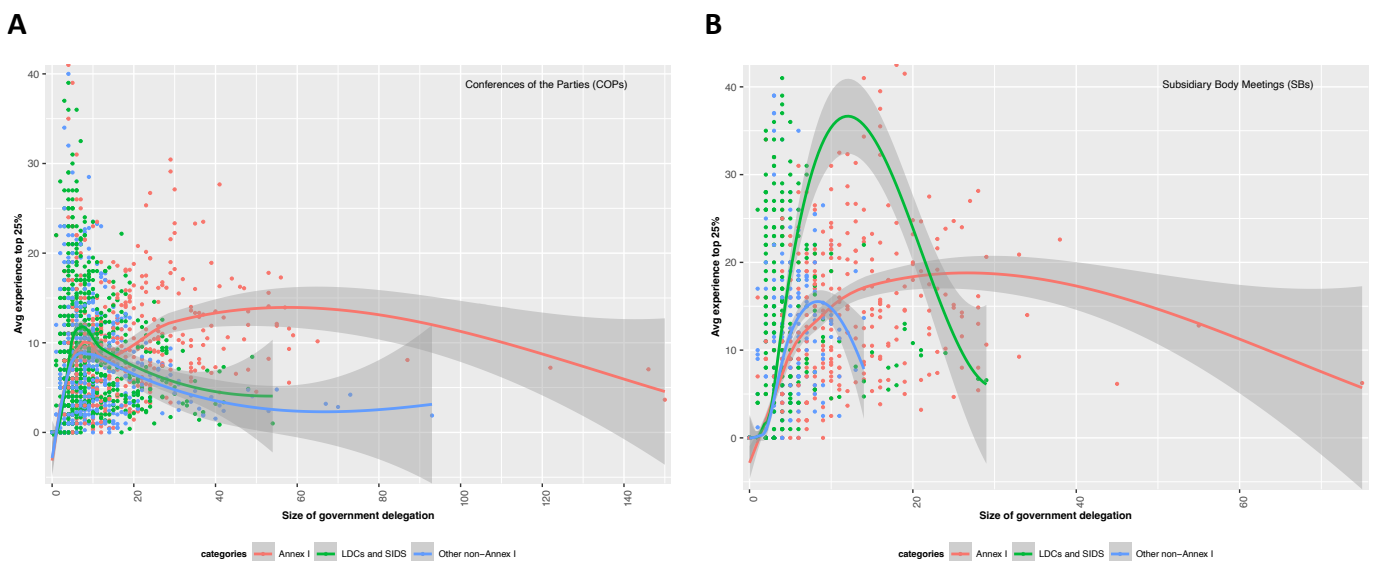 A
B
Conferences of the Parties (COPs)
Subsidiary Body Meetings (SBs)
Avg experience top 25%
40
30
20
10
0
0
20
40
60
80
100
120
140
Size of government delegation
categories Annex I LDCs and SIDS Other non−Annex I
Avg experience top 25%
40
30
20
10
0
0
20
40
60
Size of government delegation
categories Annex I LDCs and SIDS Other non−Annex I